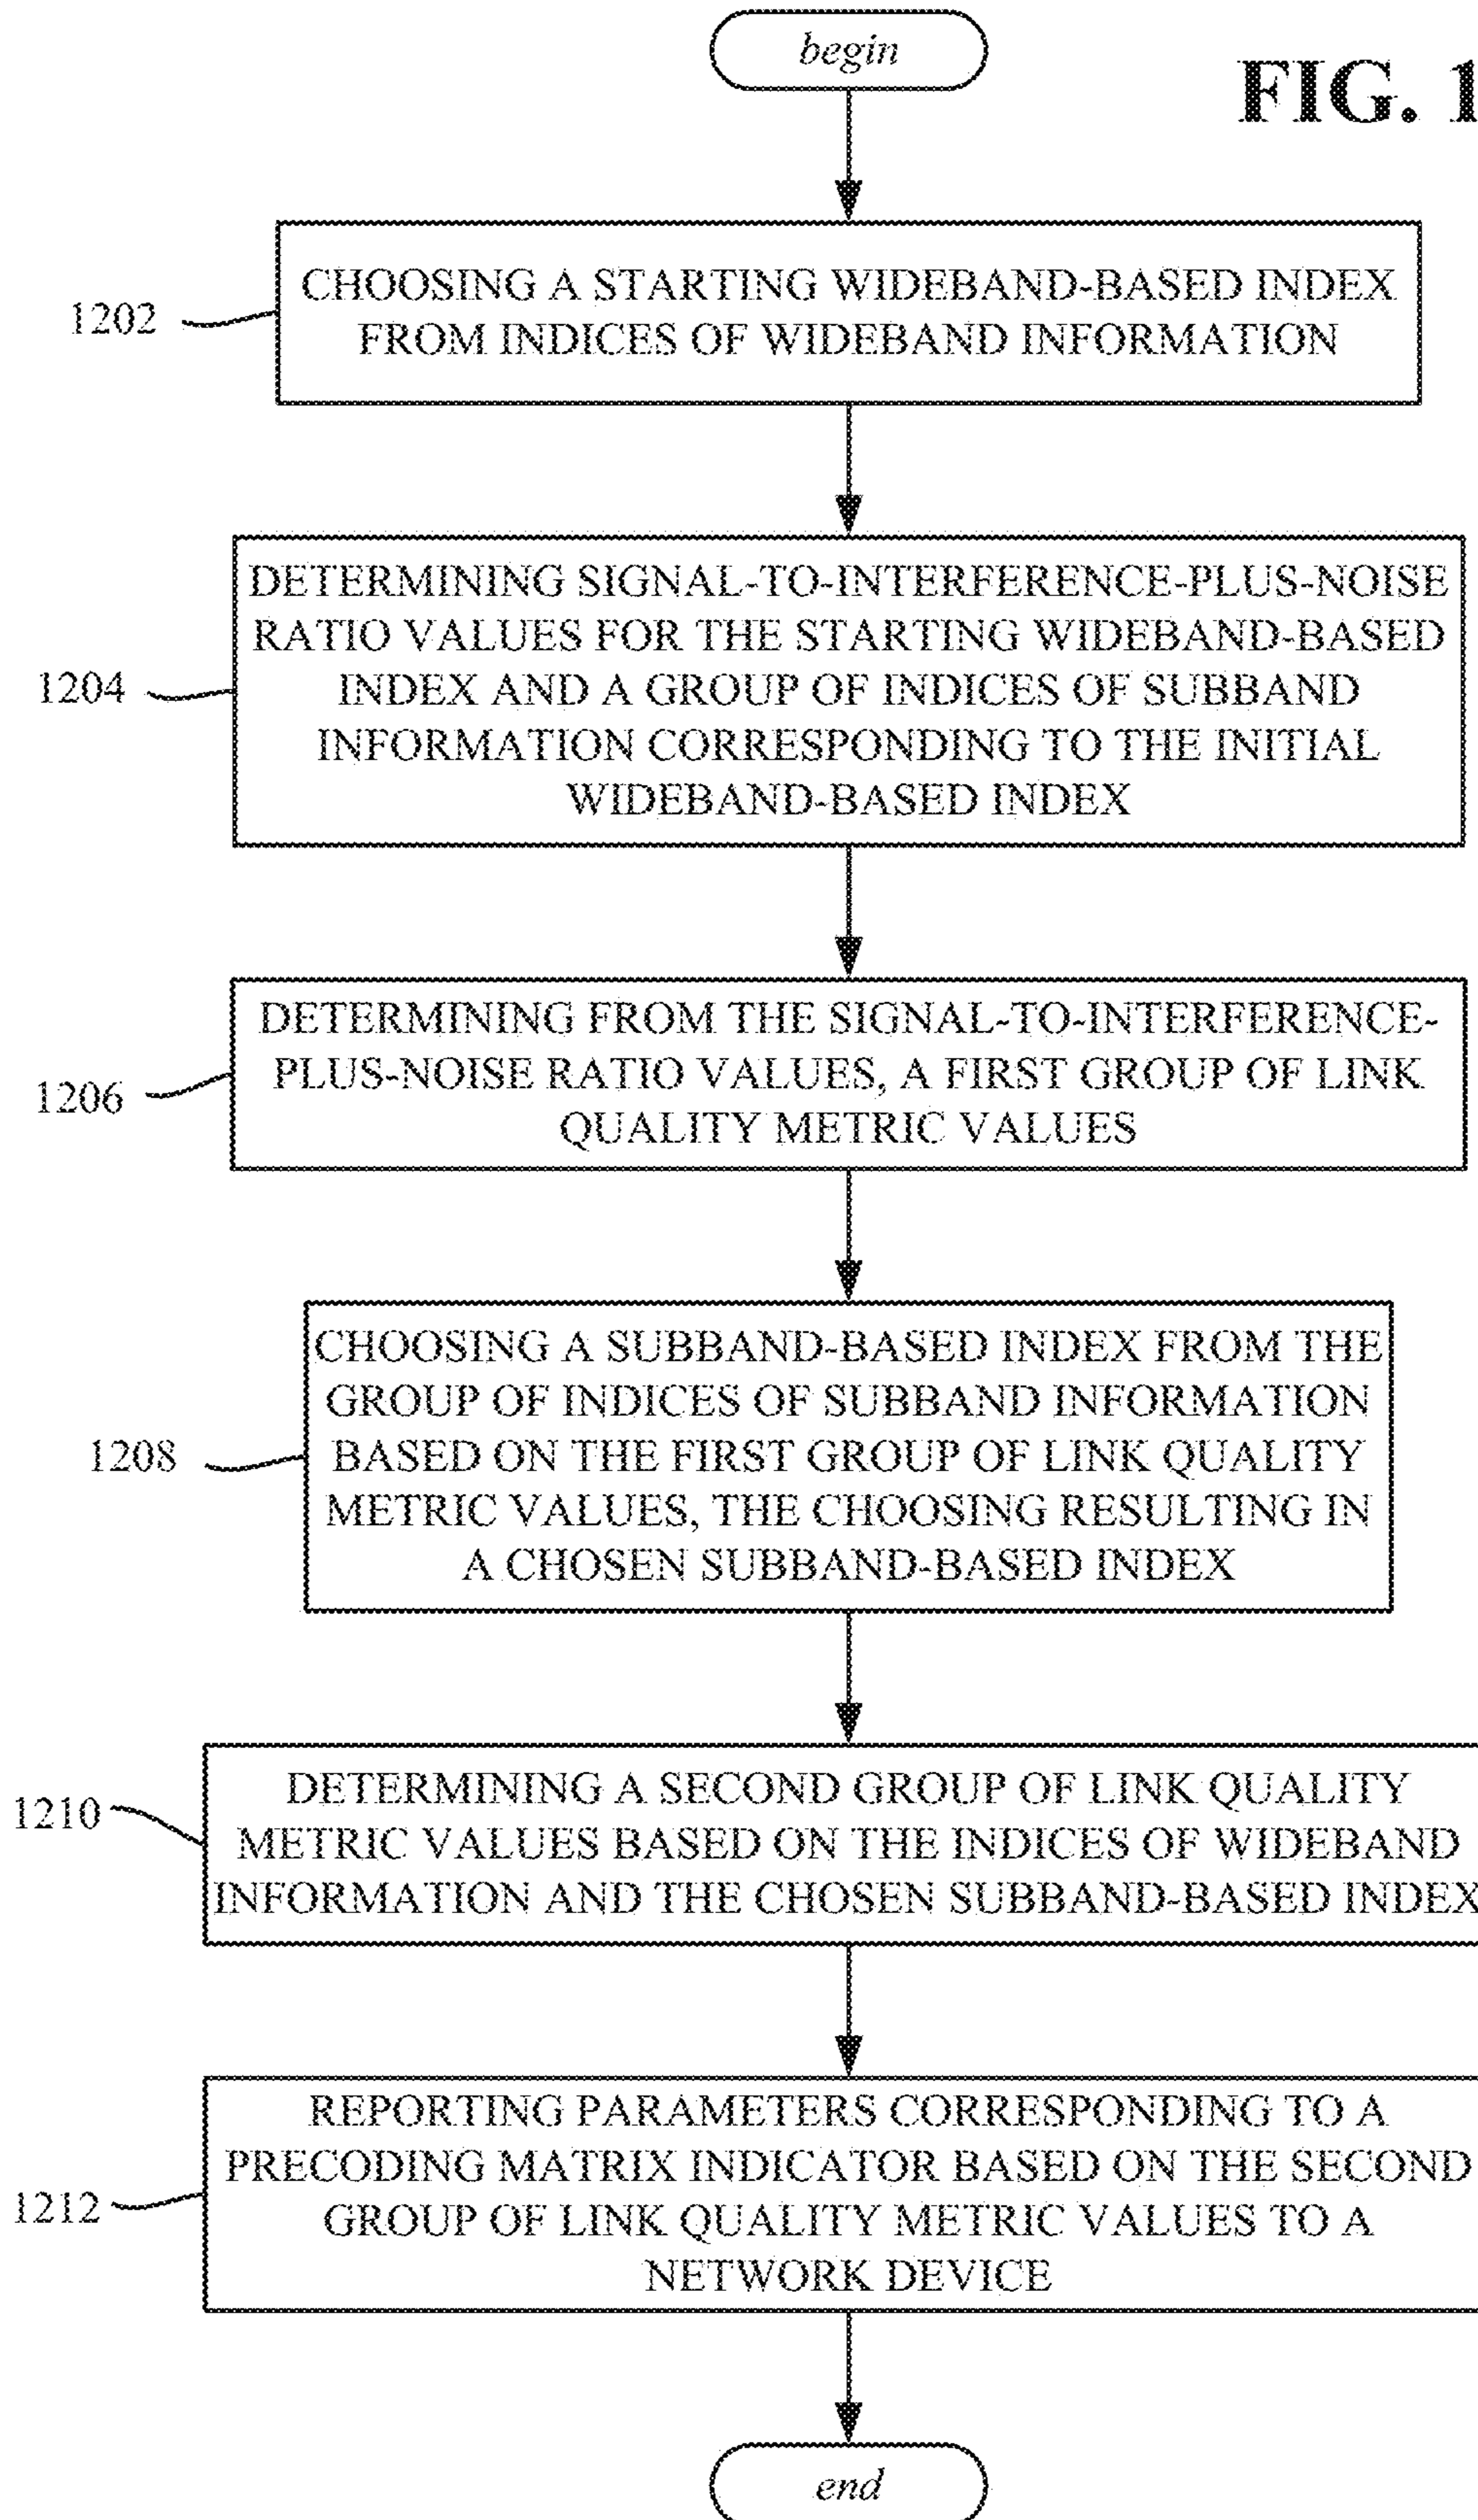 begin
FIG. 1
CHOOSING A STARTING WIDEBAND-BASED INDEX
FROM INDICES OF WIDEBAND INFORMATION
1202
DETERMINING SIGNAL-TO-INTERFERENCE-PLUS-NOISE
RATIO VALUES FOR THE STARTING WIDEBAND-BASED
INDEX AND A GROUP OF INDICES OF SUBBAND
INFORMATION CORRESPONDING TO THE INITIAL
WIDEBAND-BASED INDEX
1204
DETERMINING FROM THE SIGNAL-TO-INTERFERENCE-
PLUS-NOISE RATIO VALUES, A FIRST GROUP OF LINK
QUALITY METRIC VALUES
1206
CHOOSING A SUBBAND-BASED INDEX FROM THE
GROUP OF INDICES OF SUBBAND INFORMATION
BASED ON THE FIRST GROUP OF LINK QUALITY
METRIC VALUES, THE CHOOSING RESULTING IN
A CHOSEN SUBBAND-BASED INDEX
1208
DETERMINING A SECOND GROUP OF LINK QUALITY
METRIC VALUES BASED ON THE INDICES OF WIDEBAND
INFORMATION AND THE CHOSEN SUBBAND-BASED INDEX
1210
REPORTING PARAMETERS CORRESPONDING TO A
PRECODING MATRIX INDICATOR BASED ON THE SECOND
GROUP OF LINK QUALITY METRIC VALUES TO A
NETWORK DEVICE
1212
end